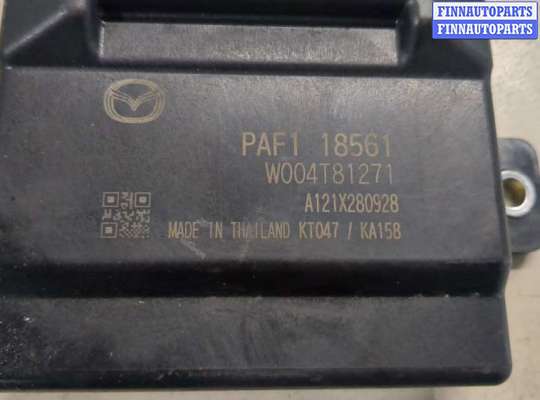 FINNAUTOPARTS
FINNAUTOPARTS
PAF1 18561
W004T81271
A121X280928
MADE IN THAILAND KT047 / KA158